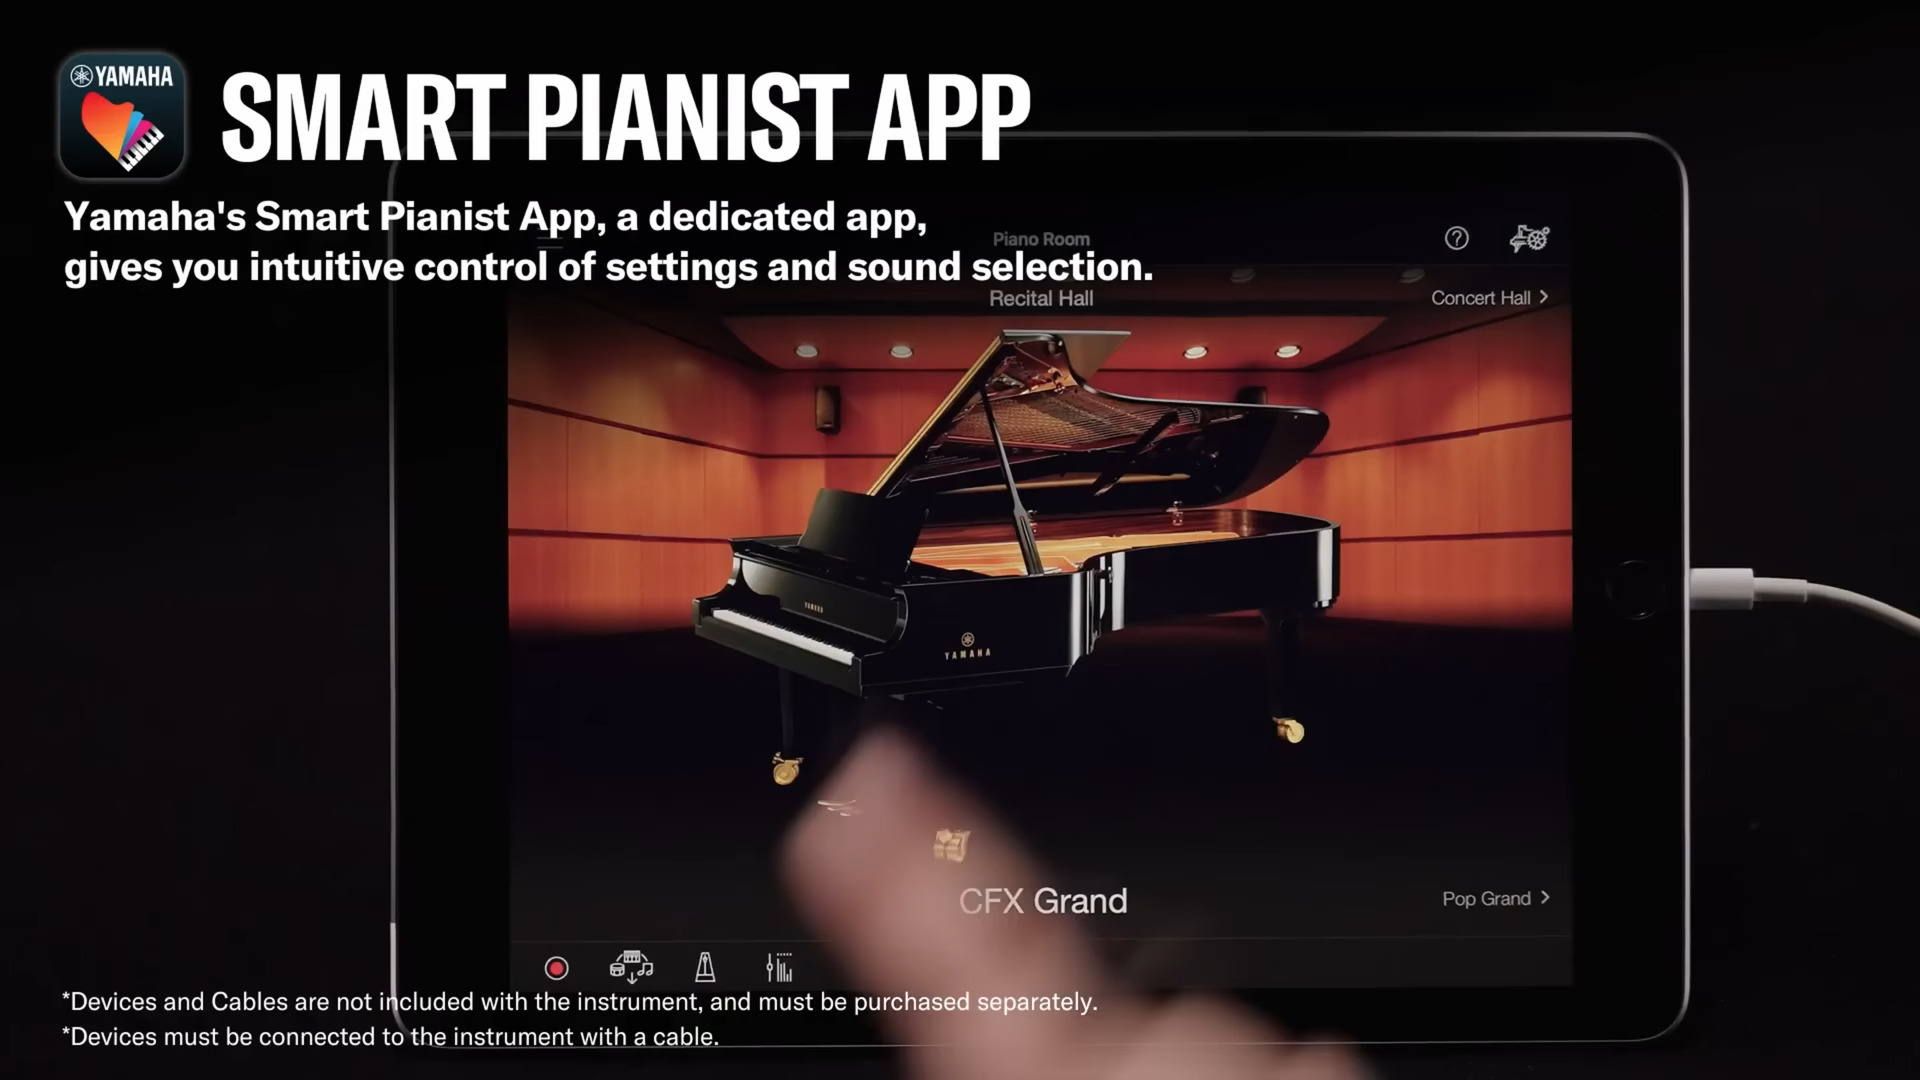 YAMAHA
SMART PIANIST APP
Yamaha's Smart Pianist App, a dedicated app,
gives you intuitive control of settings and sound selection.
Piano Room
Recital Hall
Concert Hall
YAMAHA
YAMAHA
CFX Grand
Pop Grand
*Devices and Cables are not included with the instrument, and must be purchased separately.
*Devices must be connected to the instrument with a cable.